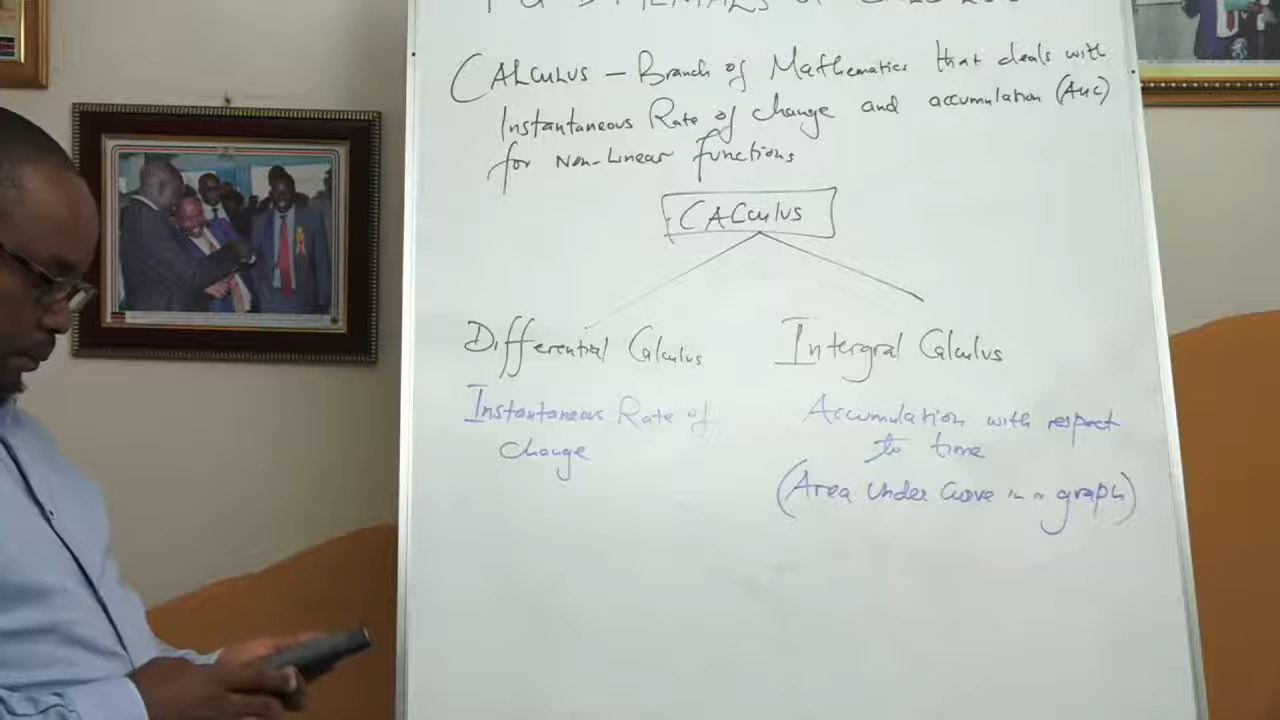 CALCULUS – Branch of Mathematics that deals with
Instantaneous Rate of change and accumulation (AUC)
for Non-Linear functions
CALCULUS
Differential Calculus
Intergral Calculus
Instantaneous Rate of
change
Accumulation with respect
to time
(Area Under Curve in a graph)